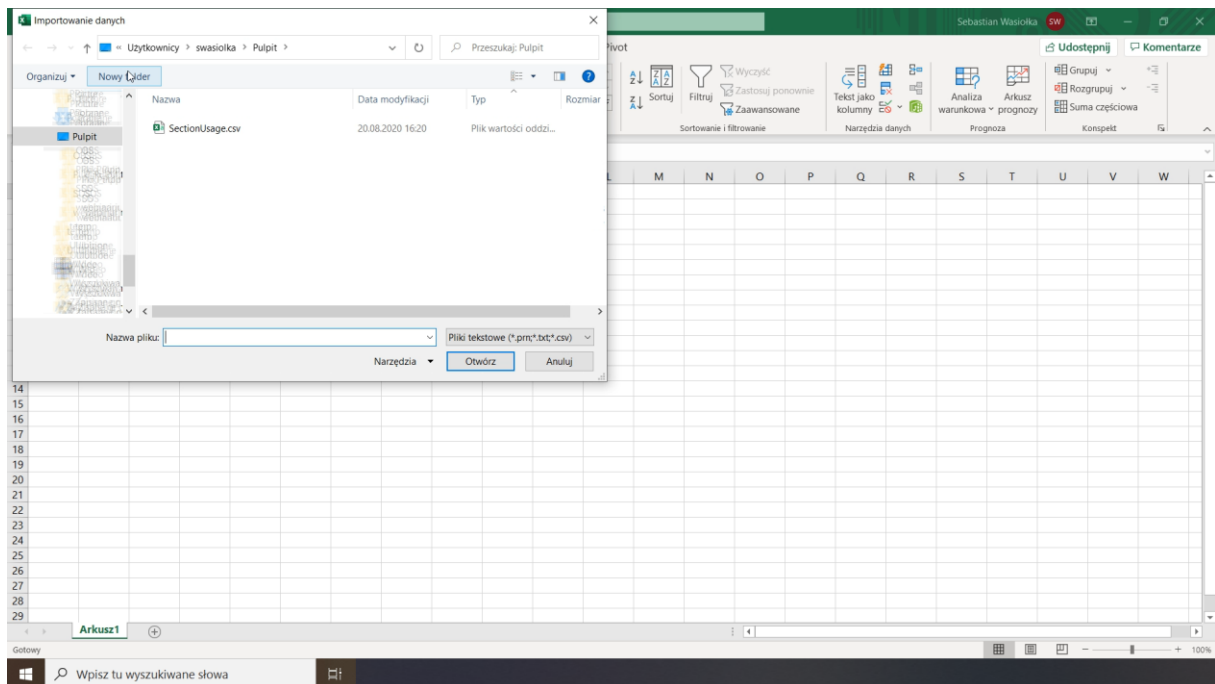 Importowanie danych
Sebastian Wasiolka SW
« Użytkownicy > swasiolka > Pulpit >
Przeszukaj: Pulpit
Pivot
Udostępnij Komentarze
Organizuj Nowy folder
Wyczyść
Zastosuj ponownie
Zaawansowane
Sortuj
Filtruj
Tekst jako kolumny
Analiza warunkowa
Arkusz prognozy
Grupuj
Rozgrupuj
Suma częściowa
Sortowanie i filtrowanie Narzędzia danych Prognoza Konspekt
Nazwa Data modyfikacji Typ Rozmiar
SectionUsage.csv 20.08.2020 16:20 Plik wartości oddzi...
Pulpit
L M N O P Q R S T U V W
Nazwa pliku: Pliki tekstowe (*.prn;*.txt;*.csv)
Narzędzia Otwórz Anuluj
14
15
16
17
18
19
20
21
22
23
24
25
26
27
28
29
Arkusz1
Gotowy 100%
Wpisz tu wyszukiwane słowa